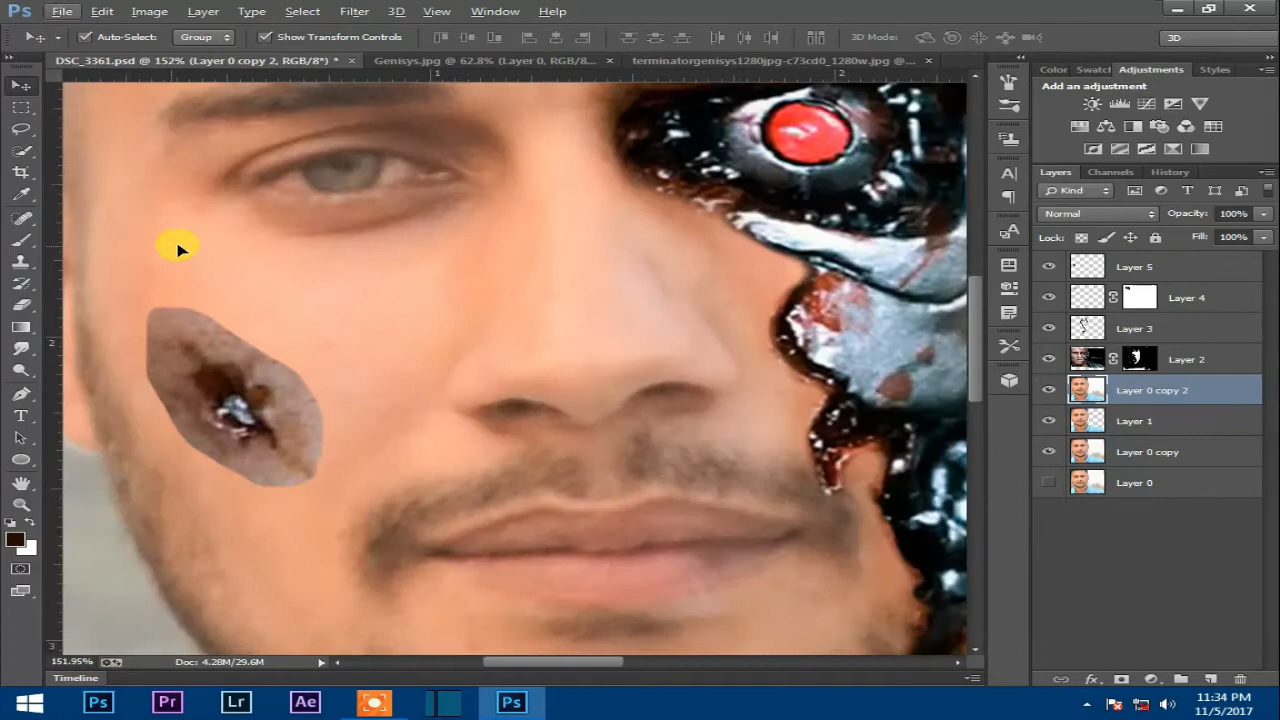 Ps File Edit Image Layer Type Select Filter 3D View Window Help
Auto-Select: Group Show Transform Controls 3D Mode: 3D
DSC_3361.psd @ 152% (Layer 0 copy 2, RGB/8*) * × Genisys.jpg @ 62.8% (Layer 0, RGB/8... × terminatorgenisys1280jpg-c73cd0_1280w.jpg @... ×
Color Swatcl Adjustments Styles
1 2
Add an adjustment
Layers Channels History
Kind
Normal Opacity: 100%
Lock: Fill: 100%
Layer 5
Layer 4
Layer 3
2
Layer 2
Layer 0 copy 2
Layer 1
Layer 0 copy
Layer 0
3
151.95% Doc: 4.28M/29.6M
Timeline
Ps Pr Lr Ae Ps
11:34 PM
11/5/2017